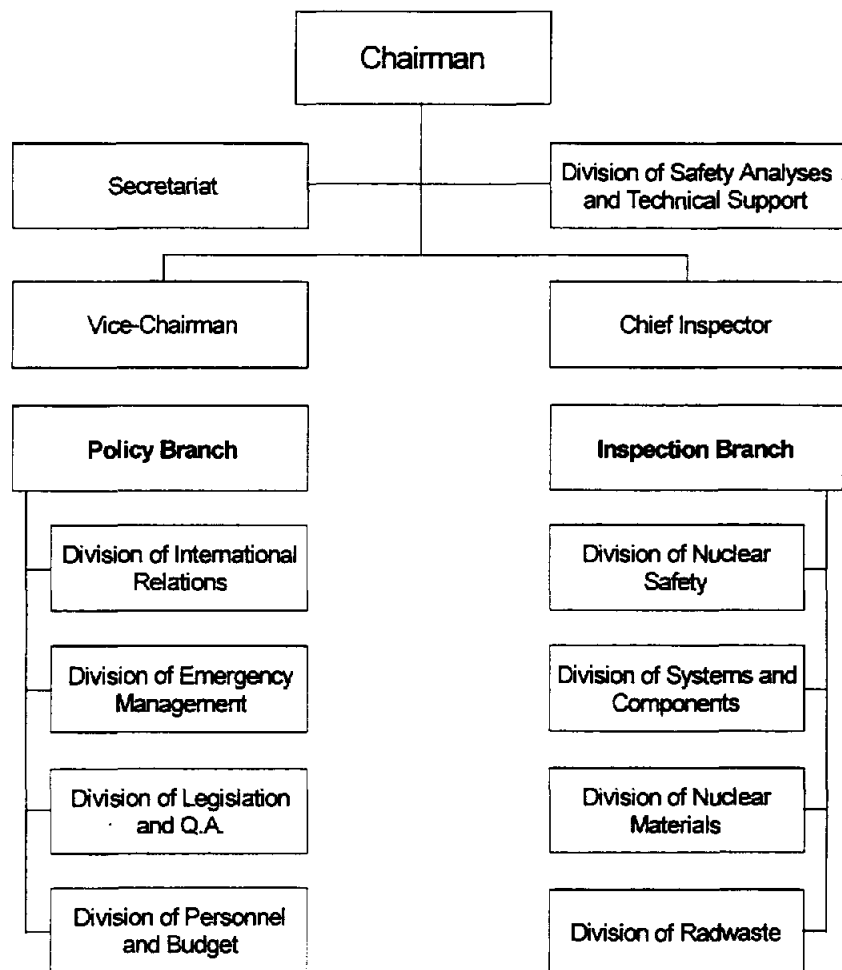 Chairman
Secretariat
Division of Safety Analyses
and Technical Support
Vice-Chairman
Chief Inspector
Policy Branch
Inspection Branch
Division of International
Relations
Division of Nuclear
Safety
Division of Emergency
Management
Division of Systems and
Components
Division of Legislation
and Q.A.
Division of Nuclear
Materials
Division of Personnel
and Budget
Division of Radwaste